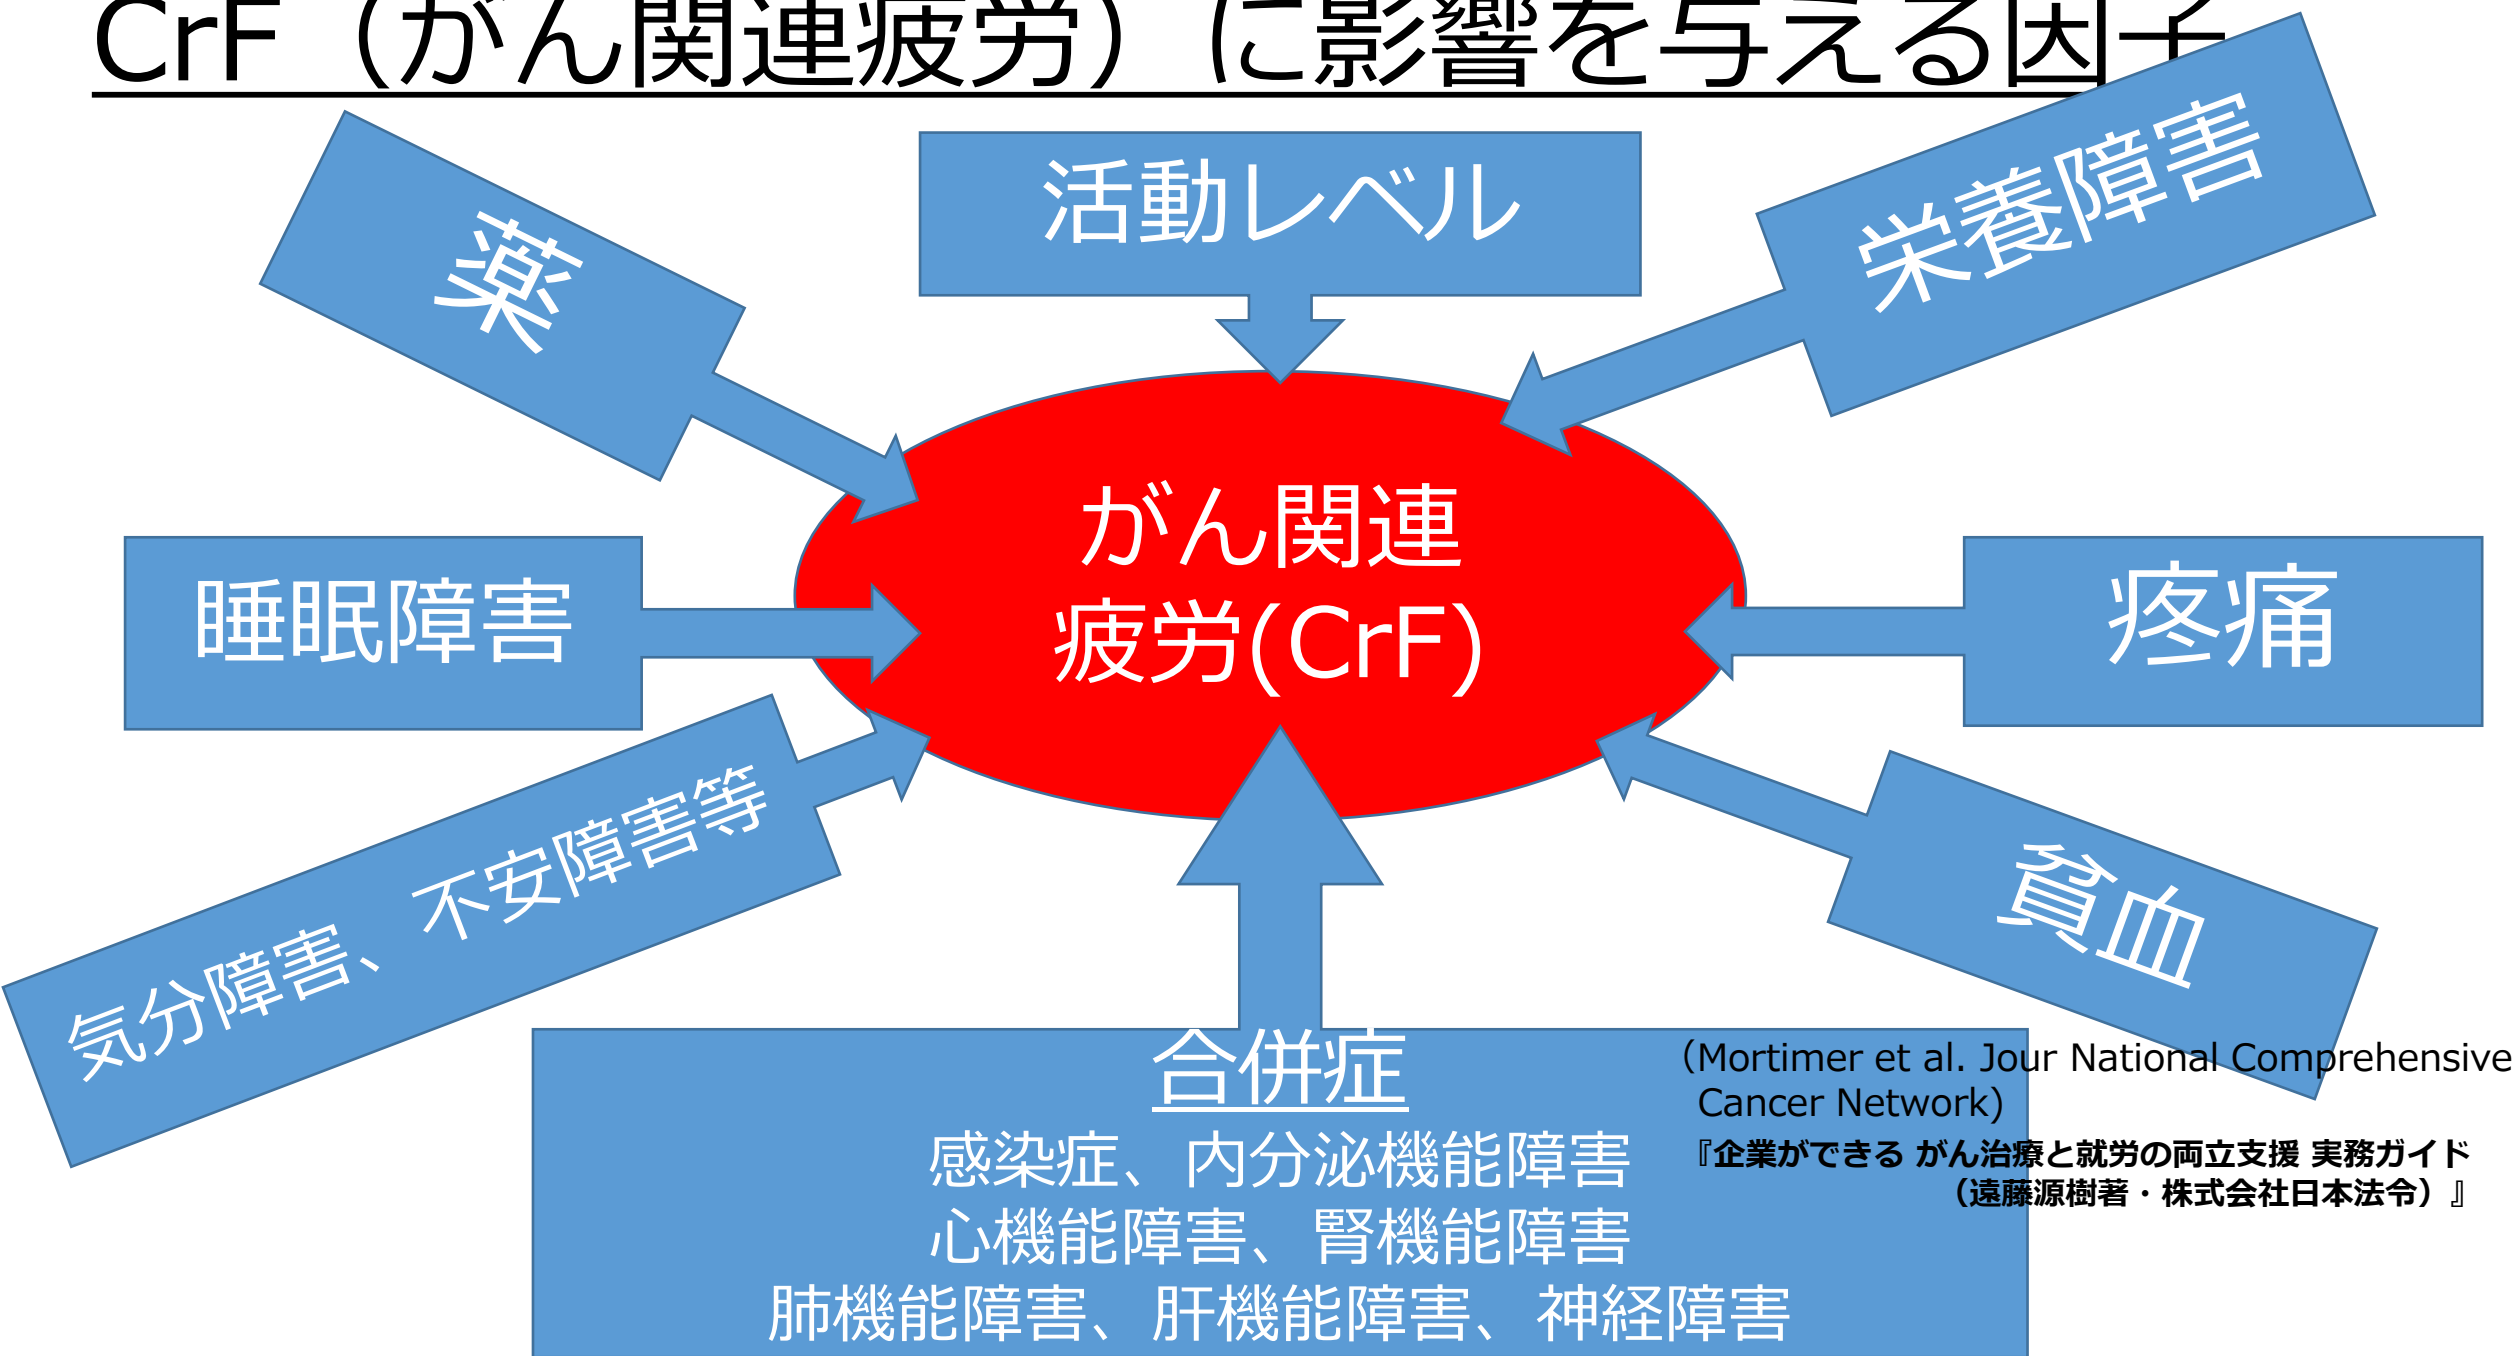 CrF（がん関連疲労）に影響を与える因子
薬
活動レベル
栄養障害
がん関連
疲労(CrF)
睡眠障害
疼痛
気分障害、不安障害等
貧血
合併症
感染症、内分泌機能障害
心機能障害、腎機能障害
肺機能障害、肝機能障害、神経障害
（Mortimer et al. Jour National Comprehensive
Cancer Network)
『企業ができる がん治療と就労の両立支援 実務ガイド
（遠藤源樹著・株式会社日本法令）』